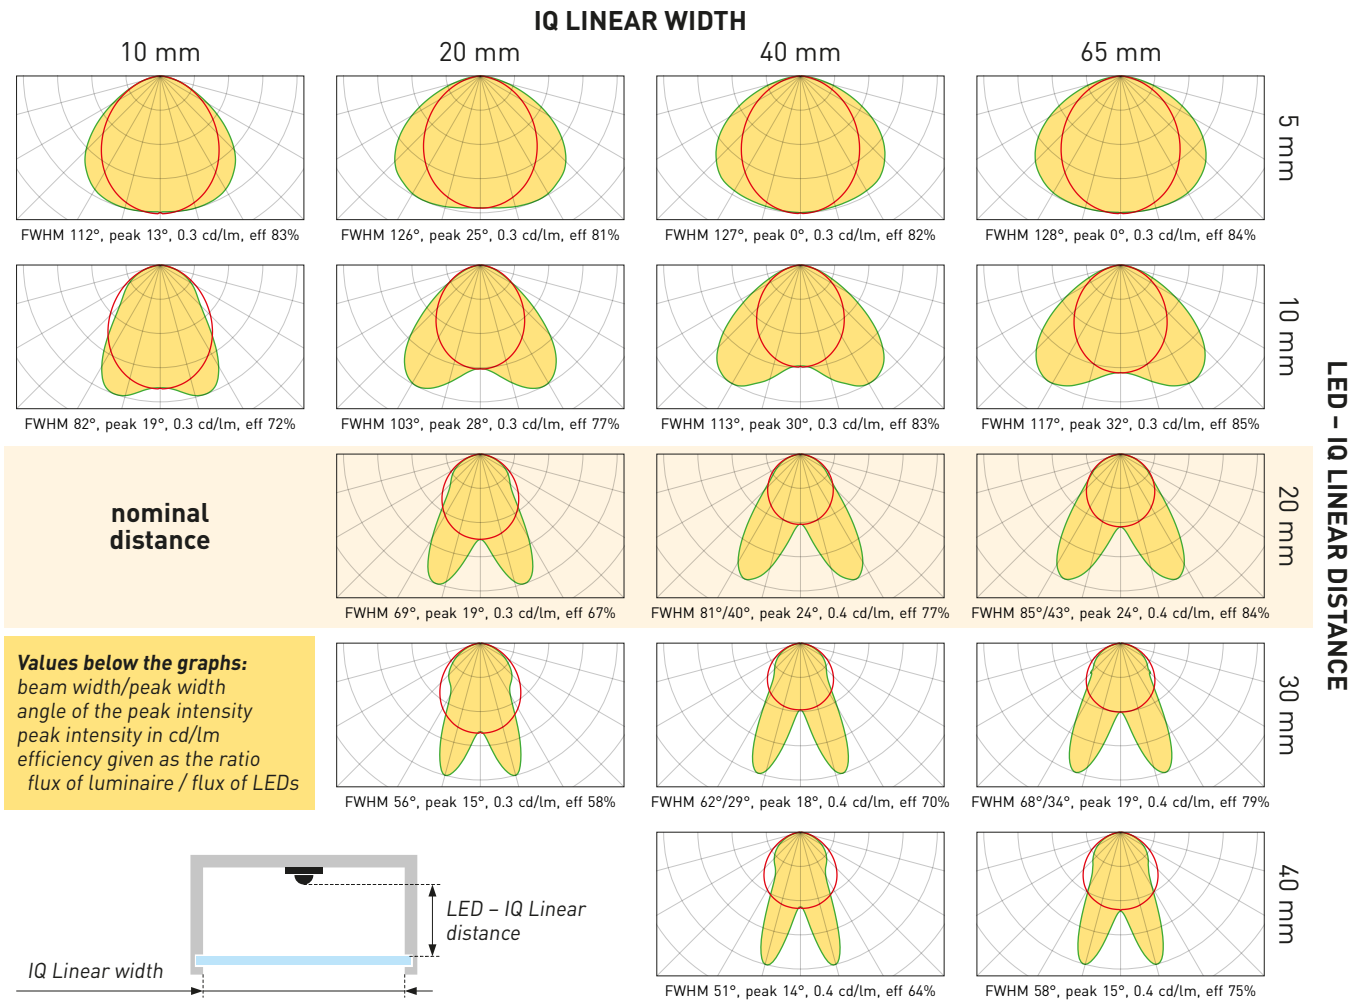 IQ LINEAR WIDTH
10 mm
20 mm
40 mm
65 mm
5 mm
FWHM 112°, peak 13°, 0.3 cd/lm, eff 83%
FWHM 126°, peak 25°, 0.3 cd/lm, eff 81%
FWHM 127°, peak 0°, 0.3 cd/lm, eff 82%
FWHM 128°, peak 0°, 0.3 cd/lm, eff 84%
10 mm
FWHM 82°, peak 19°, 0.3 cd/lm, eff 72%
FWHM 103°, peak 28°, 0.3 cd/lm, eff 77%
FWHM 113°, peak 30°, 0.3 cd/lm, eff 83%
FWHM 117°, peak 32°, 0.3 cd/lm, eff 85%
LED – IQ LINEAR DISTANCE
nominal
distance
20 mm
FWHM 69°, peak 19°, 0.3 cd/lm, eff 67%
FWHM 81°/40°, peak 24°, 0.4 cd/lm, eff 77%
FWHM 85°/43°, peak 24°, 0.4 cd/lm, eff 84%
Values below the graphs:
beam width/peak width
angle of the peak intensity
peak intensity in cd/lm
efficiency given as the ratio
flux of luminaire / flux of LEDs
30 mm
FWHM 56°, peak 15°, 0.3 cd/lm, eff 58%
FWHM 62°/29°, peak 18°, 0.4 cd/lm, eff 70%
FWHM 68°/34°, peak 19°, 0.4 cd/lm, eff 79%
40 mm
LED – IQ Linear
distance
IQ Linear width
FWHM 51°, peak 14°, 0.4 cd/lm, eff 64%
FWHM 58°, peak 15°, 0.4 cd/lm, eff 75%